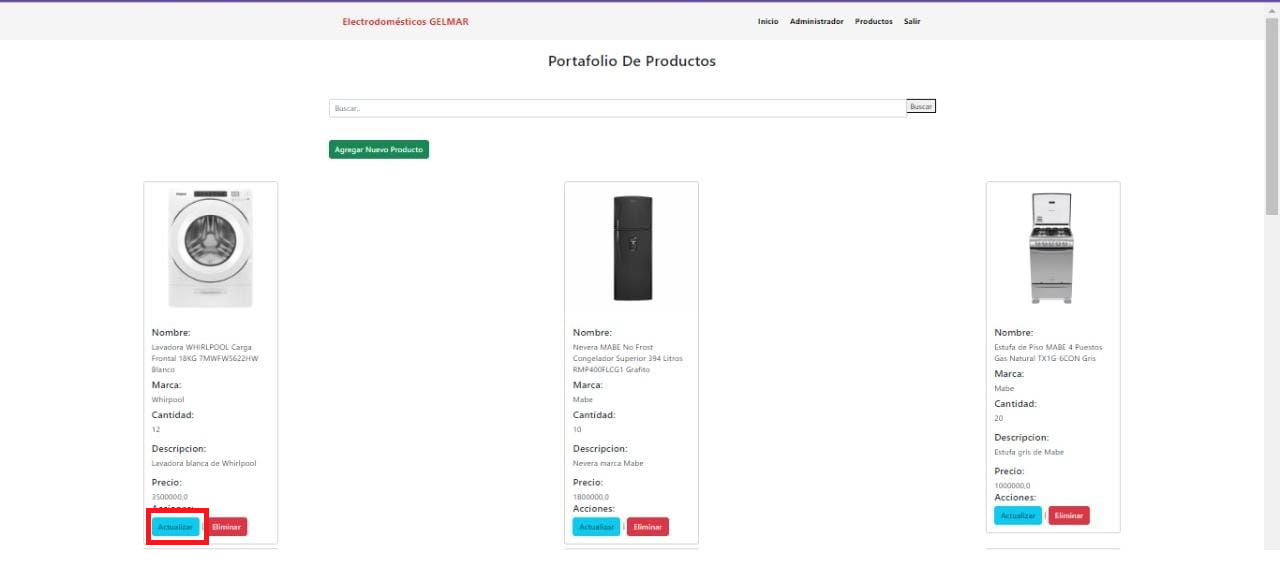 Electrodomésticos GELMAR
Inicio Administrador Productos Salir
Portafolio De Productos
Buscar..
Buscar
Agregar Nuevo Producto
Nombre:
Lavadora WHIRLPOOL Carga
Frontal 18KG 7MWFW5622HW
Blanco
Marca:
Whirpool
Cantidad:
12
Descripcion:
Lavadora blanca de Whirlpool
Precio:
3500000,0
Acciones:
Actualizar | Eliminar
Nombre:
Nevera MABE No Frost
Congelador Superior 394 Litros
RMP400FLCG1 Grafito
Marca:
Mabe
Cantidad:
10
Descripcion:
Nevera marca Mabe
Precio:
1800000,0
Acciones:
Actualizar | Eliminar
Nombre:
Estufa de Piso MABE 4 Puestos
Gas Natural TX1G-6CON Gris
Marca:
Mabe
Cantidad:
20
Descripcion:
Estufa gris de Mabe
Precio:
1000000,0
Acciones:
Actualizar | Eliminar